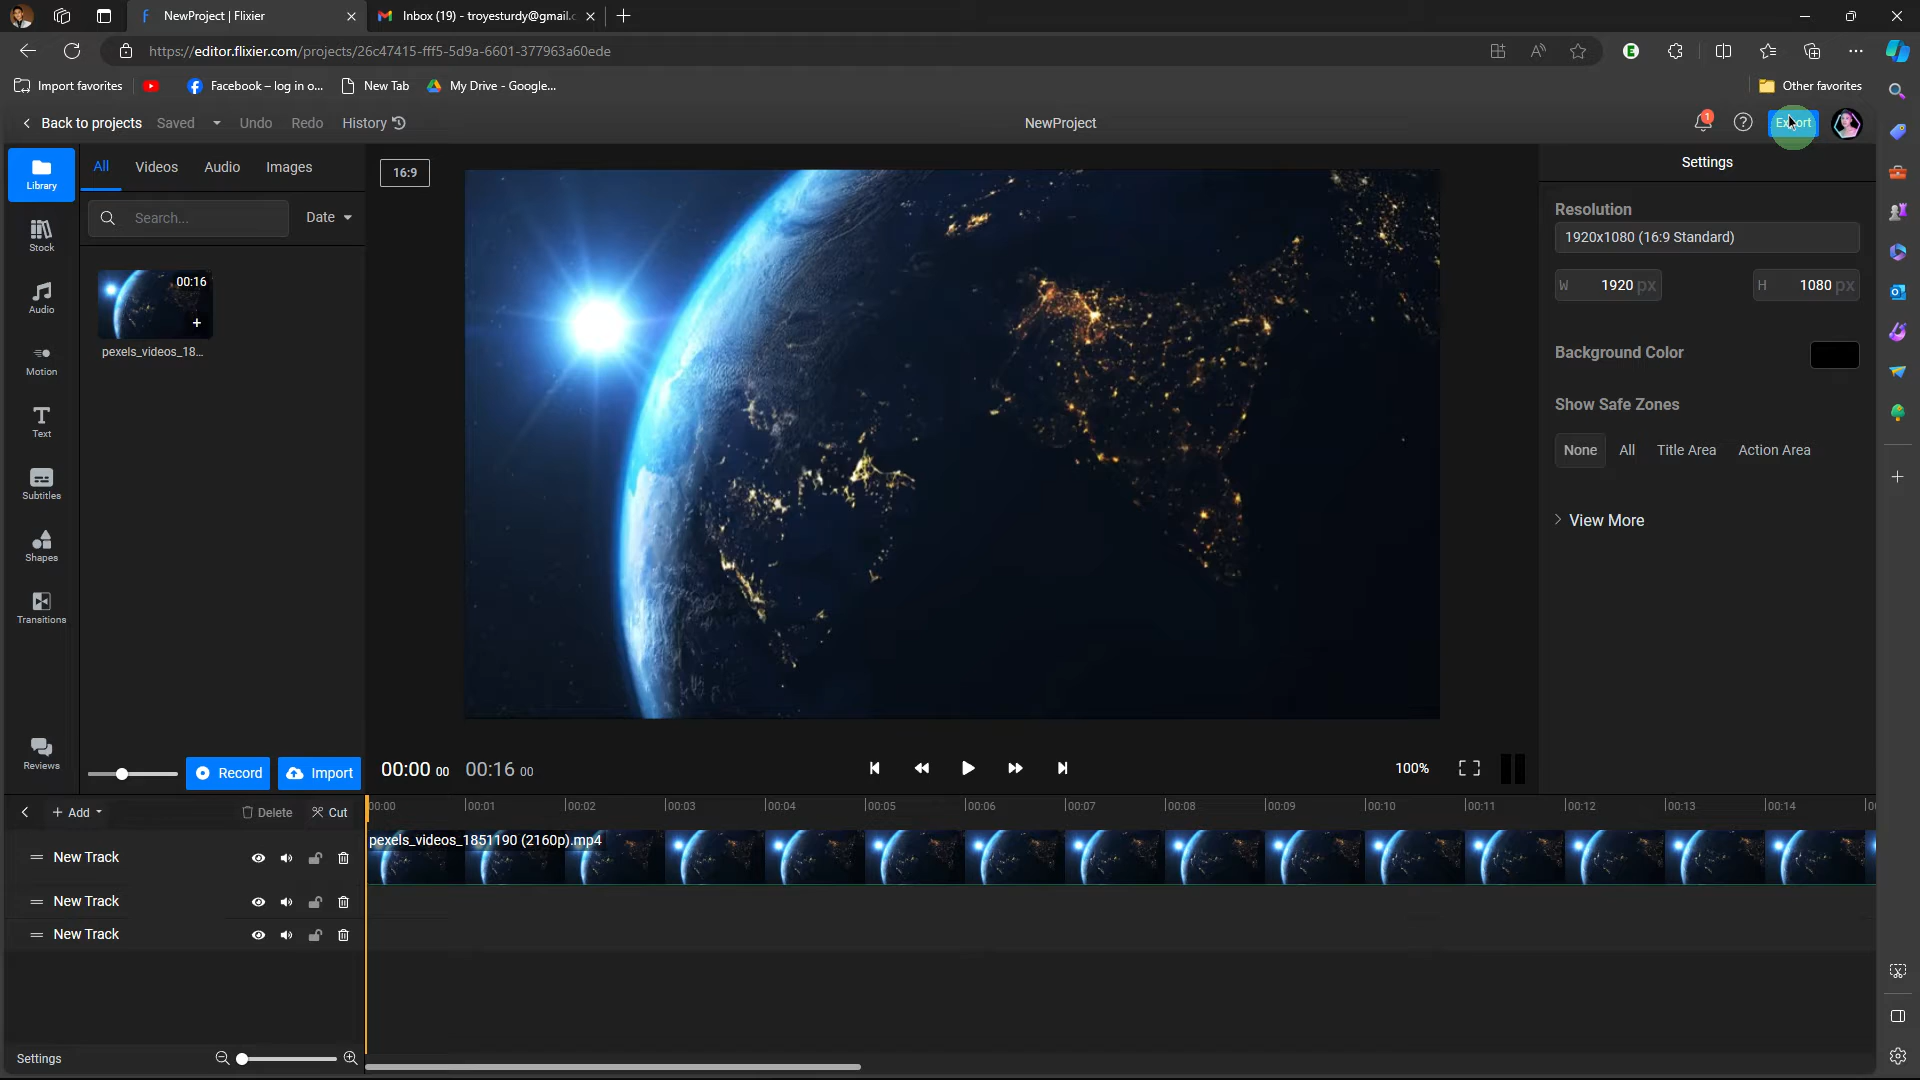 NewProject | Flixier
Inbox (19) - troyesturdy@gmail.c
https://editor.flixier.com/projects/26c47415-fff5-5d9a-6601-377963a60ede
Import favorites
Facebook – log in o...
New Tab
My Drive - Google...
Other favorites
Back to projects
Saved
Undo
Redo
History
NewProject
1
Export
Library
All
Videos
Audio
Images
16:9
Settings
Search...
Date
Resolution
1920x1080 (16:9 Standard)
Stock
W 1920 px
H 1080 px
00:16
pexels_videos_18...
Audio
Background Color
Motion
Show Safe Zones
None
All
Title Area
Action Area
Text
Subtitles
View More
Shapes
Transitions
Reviews
Record
Import
00:00 00
00:16 00
100%
Add
Delete
Cut
00:00
00:01
00:02
00:03
00:04
00:05
00:06
00:07
00:08
00:09
00:10
00:11
00:12
00:13
00:14
pexels_videos_1851190 (2160p).mp4
New Track
New Track
New Track
Settings